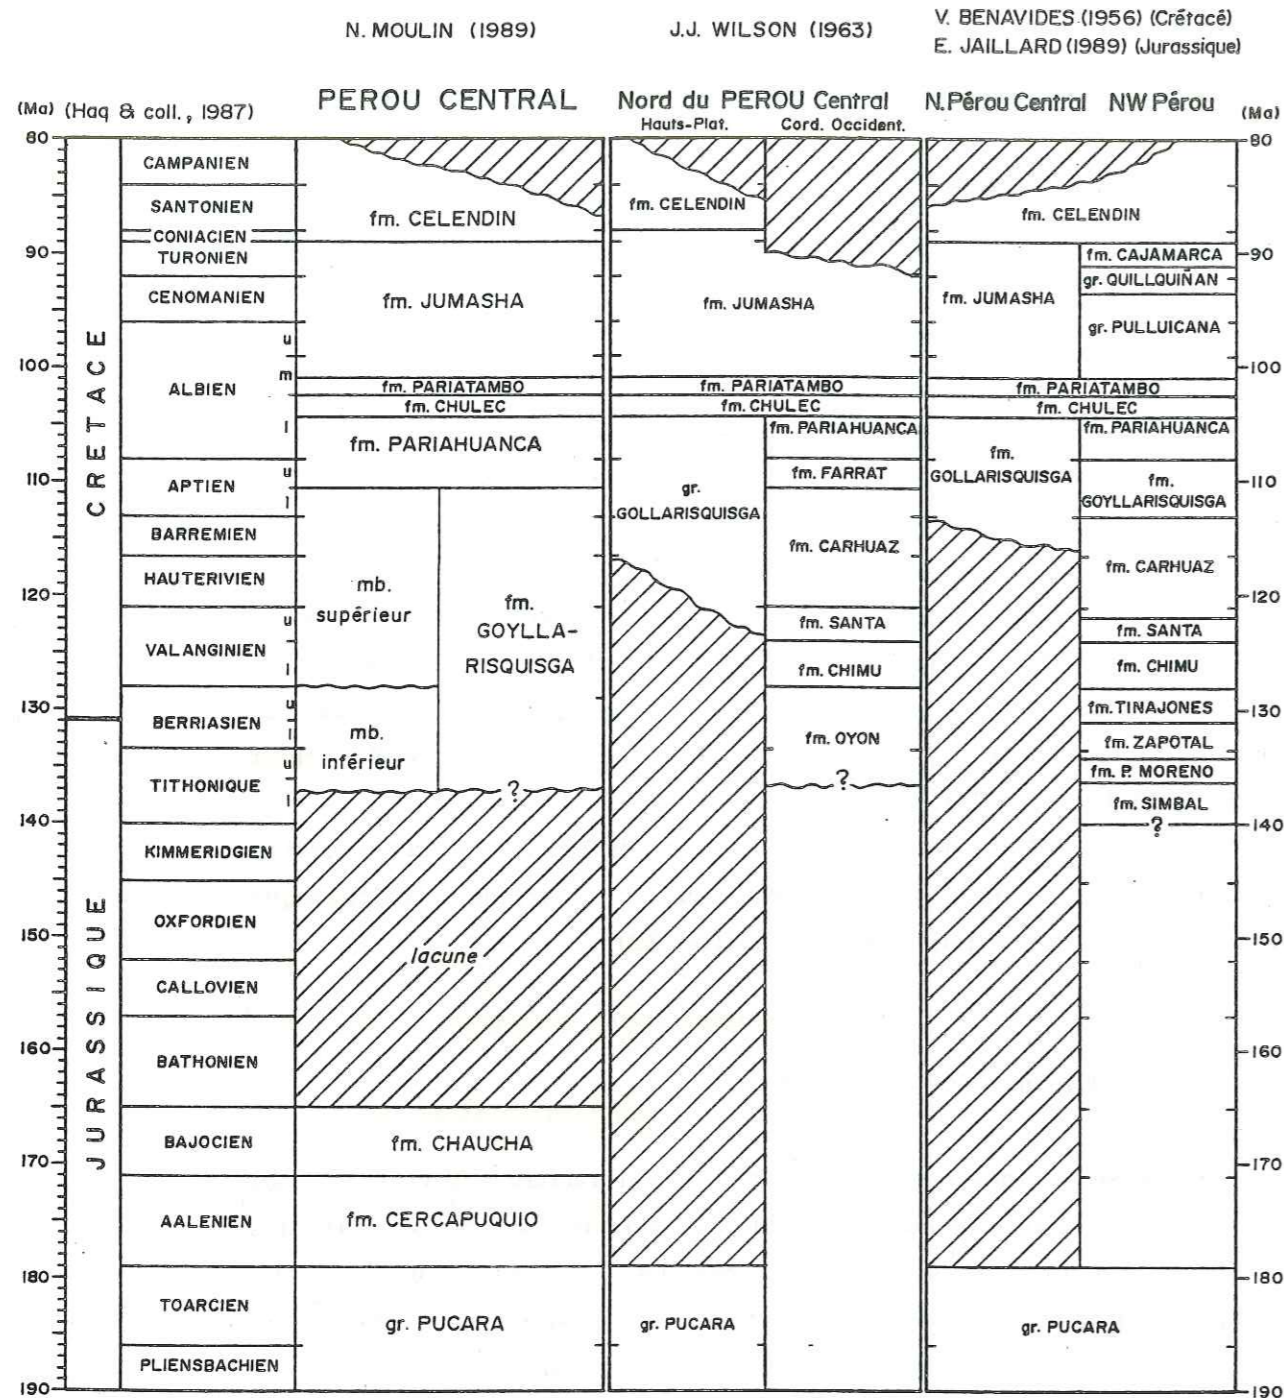 N. MOULIN (1989)
J.J. WILSON (1963)
V. BENAVIDES (1956) (Crétacé)
E. JAILLARD (1989) (Jurassique)
(Ma) (Haq & coll., 1987)
PEROU CENTRAL
Nord du PEROU Central
Hauts-Plat.
Cord. Occident.
N. Pérou Central
NW Pérou
(Ma)
80
90
100
110
120
130
140
150
160
170
180
190
CRETACE
JURASSIQUE
CAMPANIEN
SANTONIEN
CONIACIEN
TURONIEN
CENOMANIEN
ALBIEN
u
m
l
APTIEN
u
l
BARREMIEN
HAUTERIVIEN
VALANGINIEN
u
l
BERRIASIEN
u
l
TITHONIQUE
u
l
KIMMERIDGIEN
OXFORDIEN
CALLOVIEN
BATHONIEN
BAJOCIEN
AALENIEN
TOARCIEN
PLIENSBACHIEN
fm. CELENDIN
fm. JUMASHA
fm. PARIATAMBO
fm. CHULEC
fm. PARIAHUANCA
mb.
supérieur
fm.
GOYLLA-
RISQUISGA
mb.
inférieur
?
lacune
fm. CHAUCHA
fm. CERCAPUQUIO
gr. PUCARA
fm. CELENDIN
fm. JUMASHA
fm. PARIATAMBO
fm. CHULEC
gr.
GOLLARISQUISGA
gr. PUCARA
fm. PARIAHUANCA
fm. FARRAT
fm. CARHUAZ
fm. SANTA
fm. CHIMU
fm. OYON
?
fm. CELENDIN
fm. JUMASHA
fm. CAJAMARCA
gr. QUILLQUIÑAN
gr. PULLUICANA
fm. PARIATAMBO
fm. CHULEC
fm.
GOLLARISQUISGA
fm. PARIAHUANCA
fm.
GOYLLARISQUISGA
fm. CARHUAZ
fm. SANTA
fm. CHIMU
fm. TINAJONES
fm. ZAPOTAL
fm. P. MORENO
fm. SIMBAL
?
gr. PUCARA
80
90
100
110
120
130
140
150
160
170
180
190